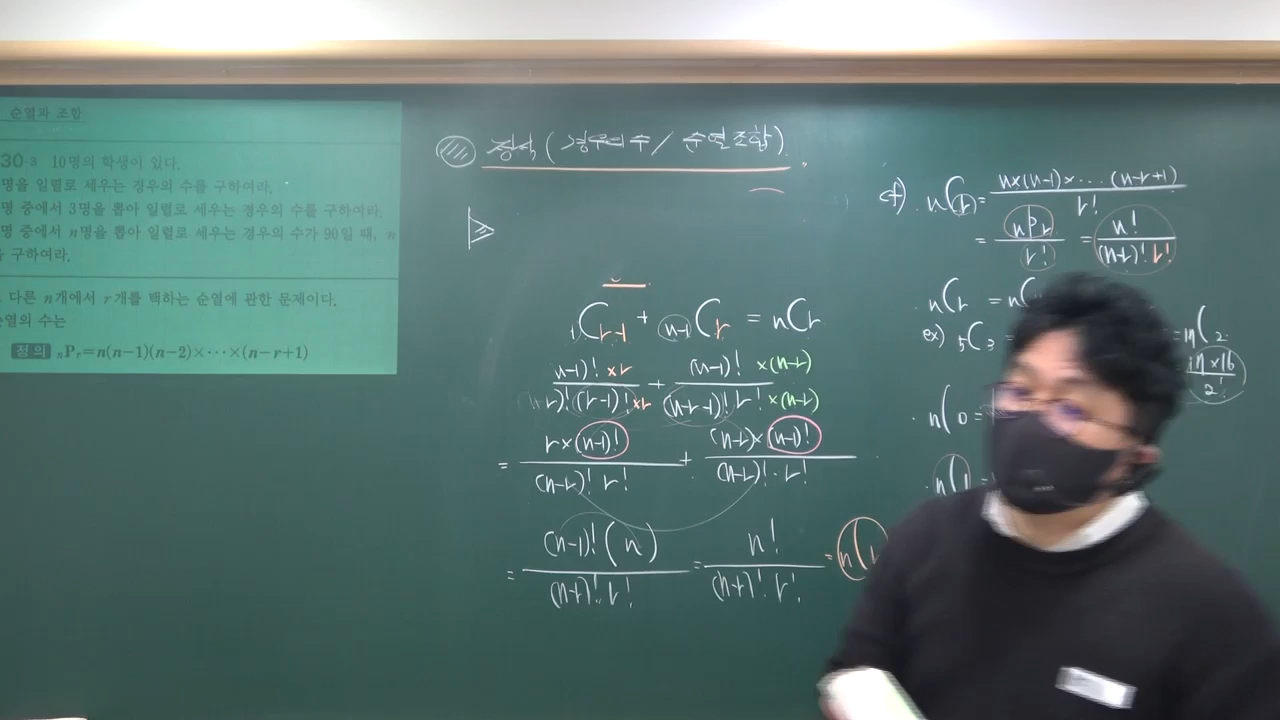 순열과 조합
30 3 10명의 학생이 있다.
명을 일렬로 세우는 경우의 수를 구하여라.
명 중에서 3명을 뽑아 일렬로 세우는 경우의 수를 구하여라.
명 중에서 n명을 뽑아 일렬로 세우는 경우의 수가 90일 때, n
구하여라.
다른 n개에서 r개를 택하는 순열에 관한 문제이다.
순열의 수는
정의 nPr=n(n-1)(n-2)×···×(n-r+1)
정석 (경우의 수 / 순열조합)
Cr-1 + n-1Cr = nCr
n-1)! ×r + (n-1)! ×(n-r)
r)! (r-1)! ×r (n-r-1)! r! ×(n-r)
= r×(n-1)! + (n-r)×(n-1)!
(n-r)! r! (n-r)! · r!
= (n-1)! (n) = n! = nCr
(n-r)! r! (n-r)! · r!
cf) nCr = n×(n-1)×···(n-r+1)
r!
= nPr = n!
r! (n-r)! r!
nCr = nC
ex) 5C3 =
2!
nC0 =